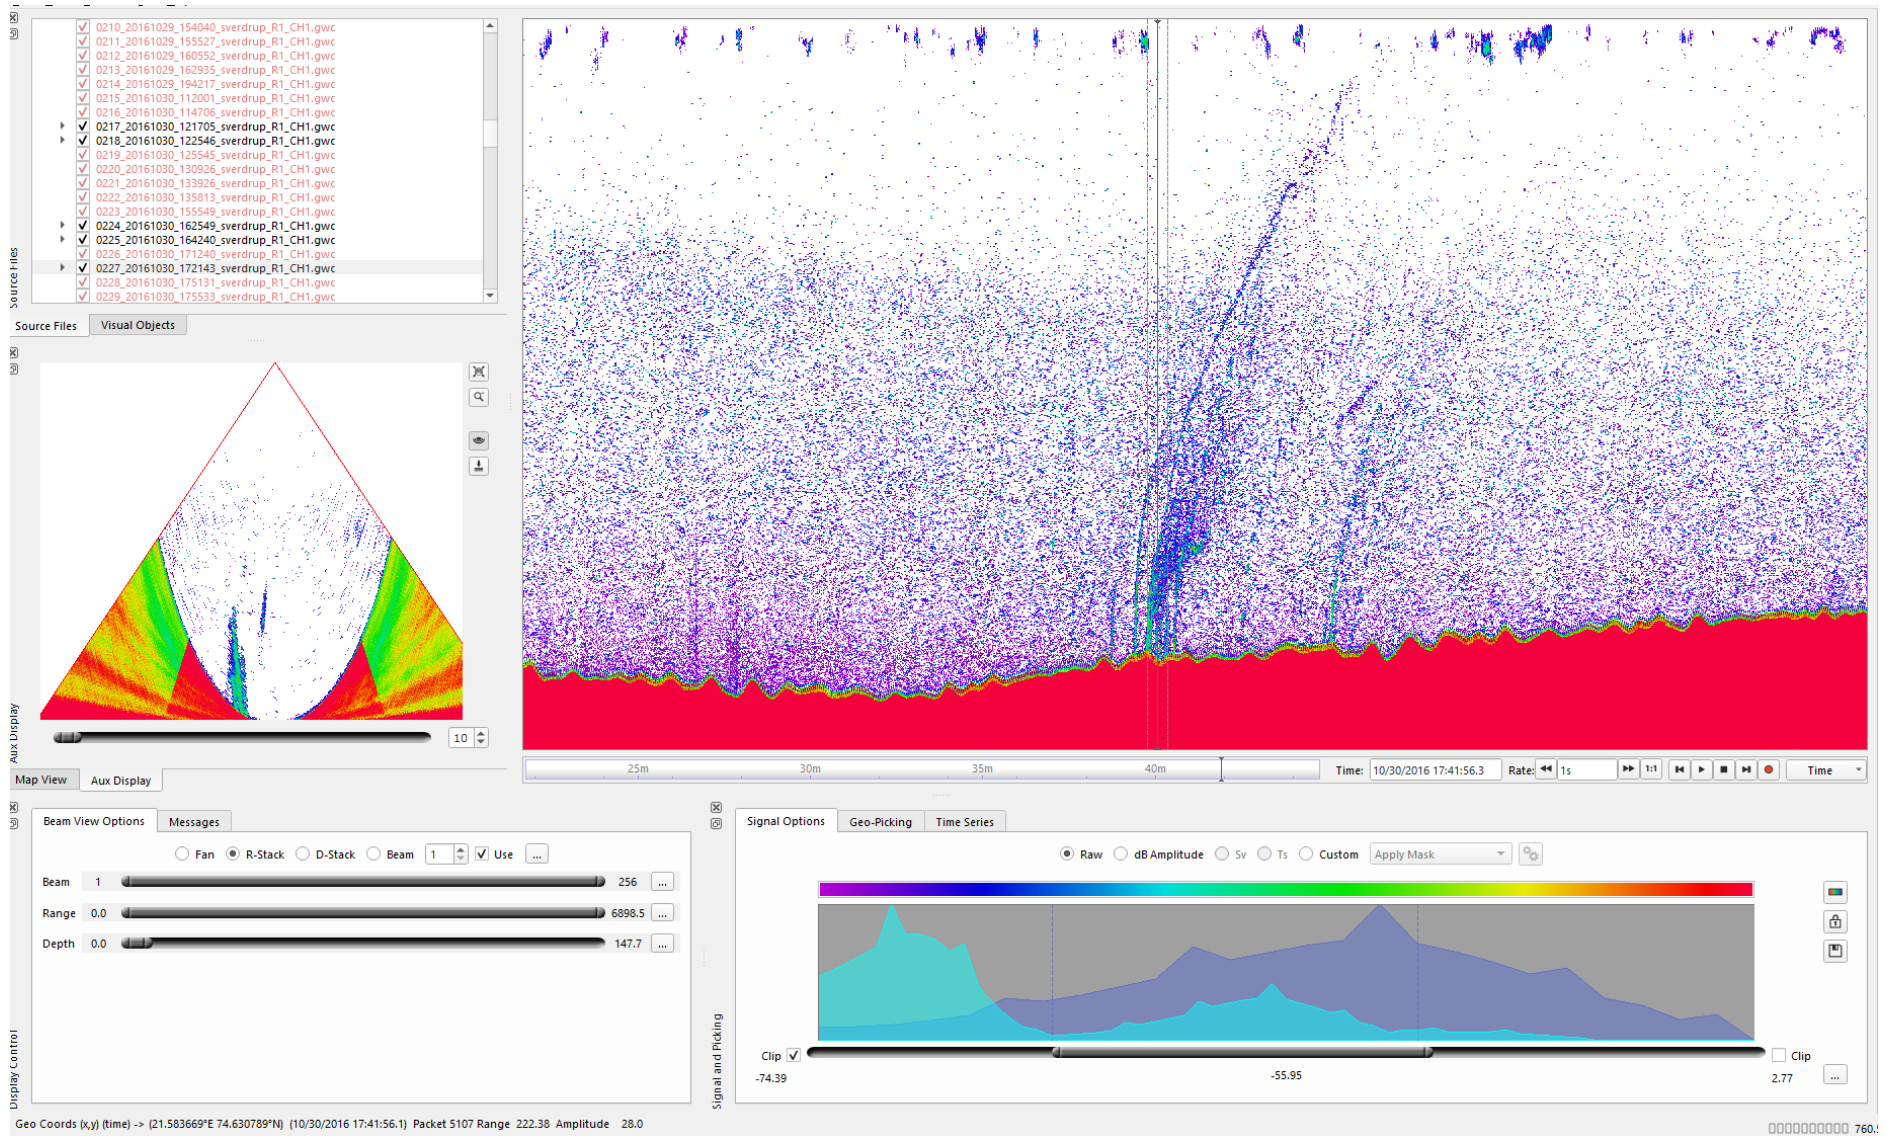 0210_20161029_154040_sverdrup_R1_CH1.gwc
0211_20161029_155527_sverdrup_R1_CH1.gwc
0212_20161029_160552_sverdrup_R1_CH1.gwc
0213_20161029_162935_sverdrup_R1_CH1.gwc
0214_20161029_194217_sverdrup_R1_CH1.gwc
0215_20161030_112001_sverdrup_R1_CH1.gwc
0216_20161030_114706_sverdrup_R1_CH1.gwc
0217_20161030_121705_sverdrup_R1_CH1.gwc
0218_20161030_122546_sverdrup_R1_CH1.gwc
0219_20161030_125545_sverdrup_R1_CH1.gwc
0220_20161030_130926_sverdrup_R1_CH1.gwc
0221_20161030_133926_sverdrup_R1_CH1.gwc
0222_20161030_135813_sverdrup_R1_CH1.gwc
0223_20161030_155549_sverdrup_R1_CH1.gwc
0224_20161030_162549_sverdrup_R1_CH1.gwc
0225_20161030_164240_sverdrup_R1_CH1.gwc
0226_20161030_171240_sverdrup_R1_CH1.gwc
0227_20161030_172143_sverdrup_R1_CH1.gwc
0228_20161030_175131_sverdrup_R1_CH1.gwc
0229_20161030_175533_sverdrup_R1_CH1.gwc
Source Files
Source Files Visual Objects
Aux Display
10
Map View Aux Display
25m 30m 35m 40m
Time: 10/30/2016 17:41:56.3 Rate: 1s 1:1 Time
Beam View Options Messages
Fan R-Stack D-Stack Beam 1 Use ...
Beam 1 256 ...
Range 0.0 6898.5 ...
Depth 0.0 147.7 ...
Display Control
Signal Options Geo-Picking Time Series
Raw dB Amplitude Sv Ts Custom Apply Mask
Signal and Picking
Clip Clip
-74.39 -55.95 2.77 ...
Geo Coords (x,y) (time) -> (21.583669°E 74.630789°N) (10/30/2016 17:41:56.1) Packet 5107 Range 222.38 Amplitude 28.0